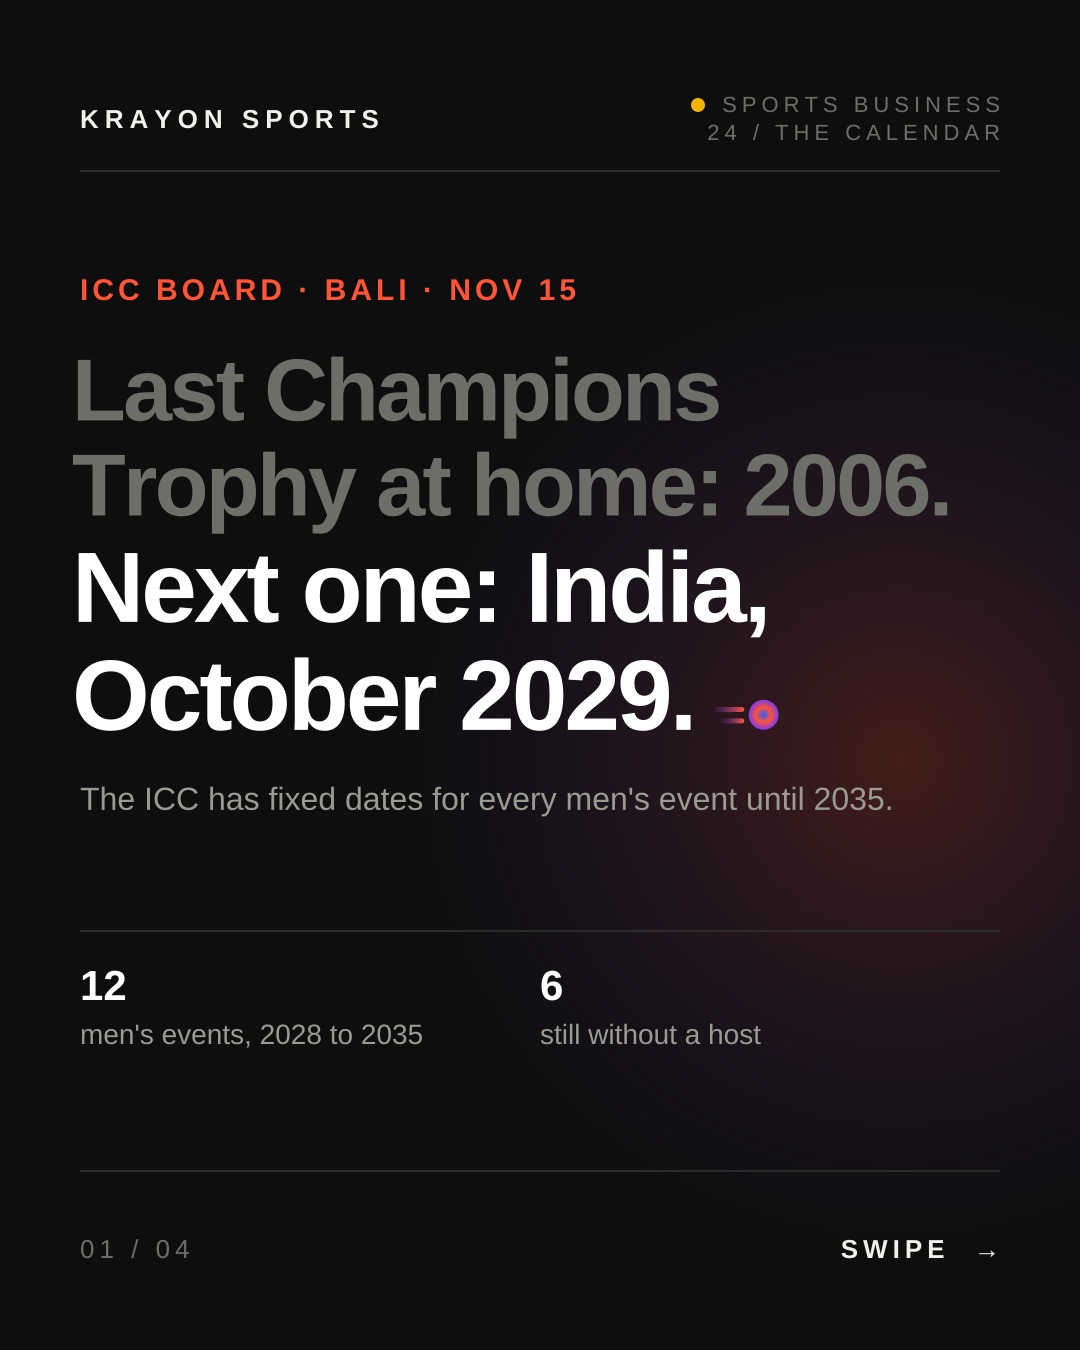 KRAYON SPORTS
SPORTS BUSINESS
24 / THE CALENDAR
ICC BOARD · BALI · NOV 15
Last Champions
Trophy at home: 2006.
Next one: India,
October 2029.
The ICC has fixed dates for every men's event until 2035.
12
men's events, 2028 to 2035
6
still without a host
01 / 04
SWIPE →